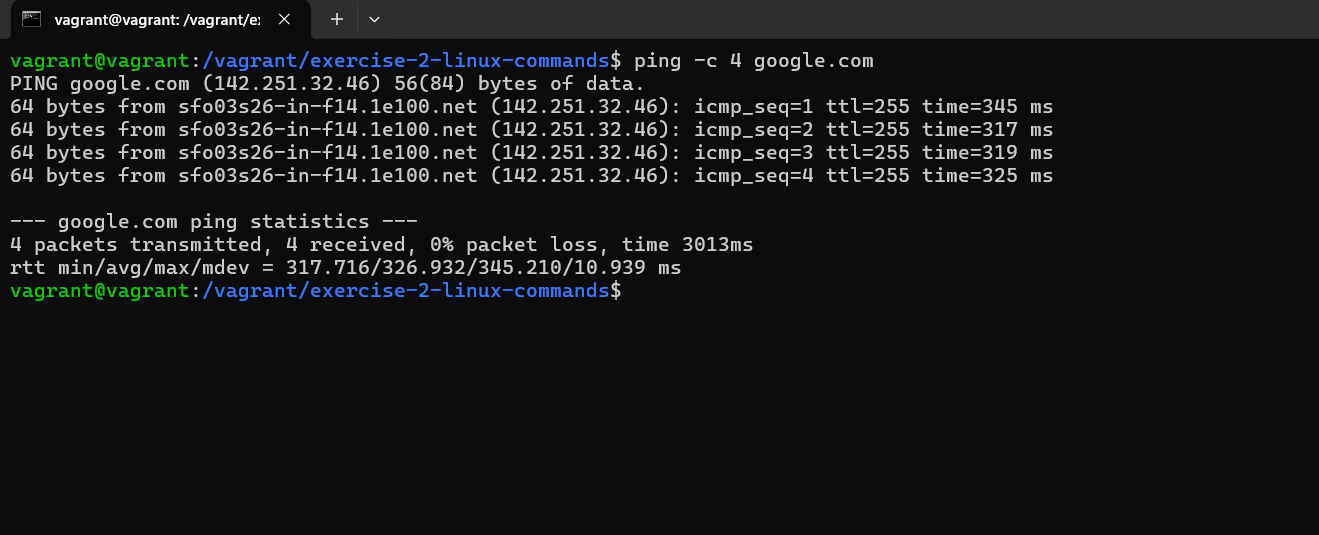 vagrant@vagrant: /vagrant/e
vagrant@vagrant:/vagrant/exercise-2-linux-commands$ ping -c 4 google.com
PING google.com (142.251.32.46) 56(84) bytes of data.
64 bytes from sfo03s26-in-f14.1e100.net (142.251.32.46): icmp_seq=1 ttl=255 time=345 ms
64 bytes from sfo03s26-in-f14.1e100.net (142.251.32.46): icmp_seq=2 ttl=255 time=317 ms
64 bytes from sfo03s26-in-f14.1e100.net (142.251.32.46): icmp_seq=3 ttl=255 time=319 ms
64 bytes from sfo03s26-in-f14.1e100.net (142.251.32.46): icmp_seq=4 ttl=255 time=325 ms
--- google.com ping statistics ---
4 packets transmitted, 4 received, 0% packet loss, time 3013ms
rtt min/avg/max/mdev = 317.716/326.932/345.210/10.939 ms
vagrant@vagrant:/vagrant/exercise-2-linux-commands$